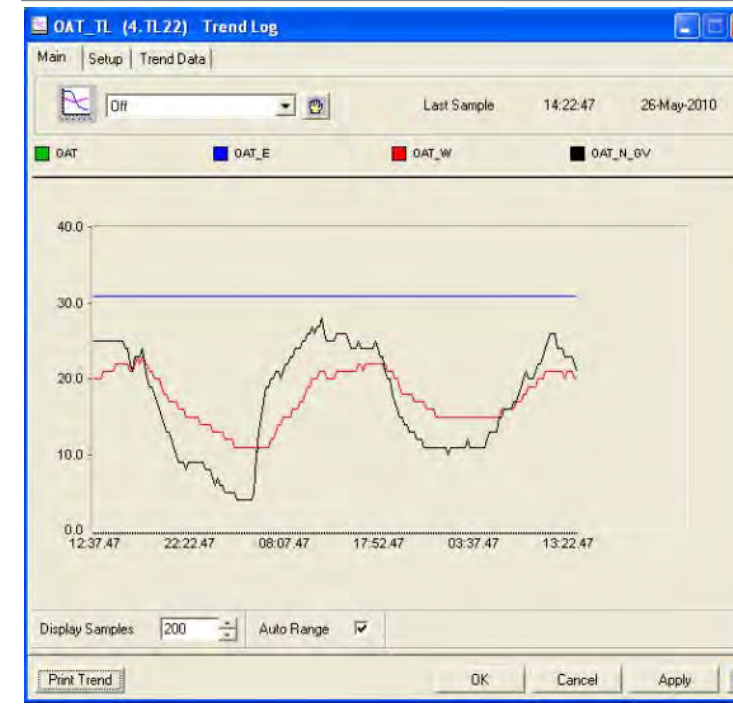 OAT_TL (4.TL22) Trend Log
Main Setup Trend Data
Off Last Sample 14:22:47 26-May-2010
OAT OAT_E OAT_W OAT_N_GV
40.0
30.0
20.0
10.0
0.0
12:37.47 22:22.47 08:07.47 17:52.47 03:37.47 13:22.47
Display Samples 200 Auto Range
Print Trend OK Cancel Apply